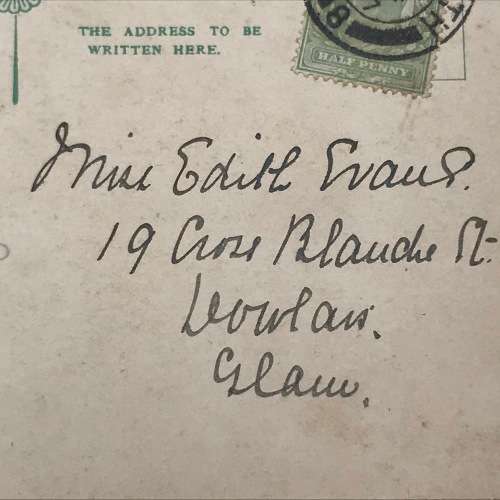 THE ADDRESS TO BE
WRITTEN HERE.
HALF PENNY
Miss Edith Evans.
19 Cross Blanche St.
Dowlais.
Glam.